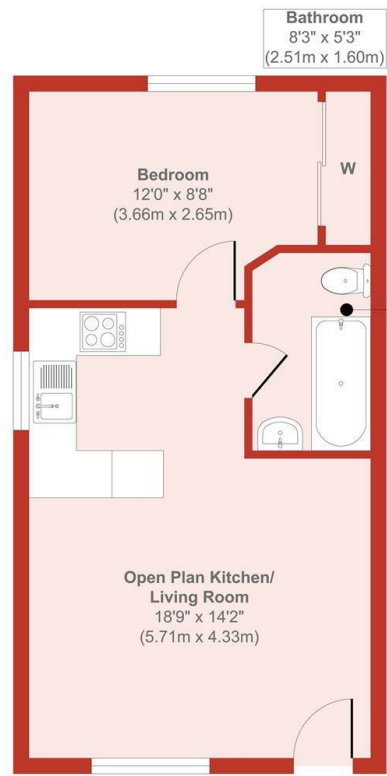 Bathroom
8'3" x 5'3"
(2.51m x 1.60m)
Bedroom
12'0" x 8'8"
(3.66m x 2.65m)
W
Open Plan Kitchen/
Living Room
18'9" x 14'2"
(5.71m x 4.33m)